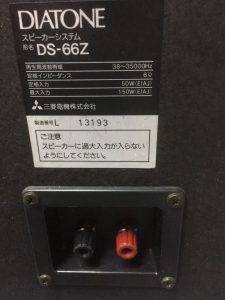 DIATONE
スピーカーシステム
形名 DS-66Z
再生周波数帯域 38〜35000Hz
定格インピーダンス 6Ω
定格入力 50W(EIAJ)
最大入力 150W(EIAJ)
三菱電機株式会社
製造番号 L 13193
ご注意
スピーカーに過大入力が入らない
ようにしてください。